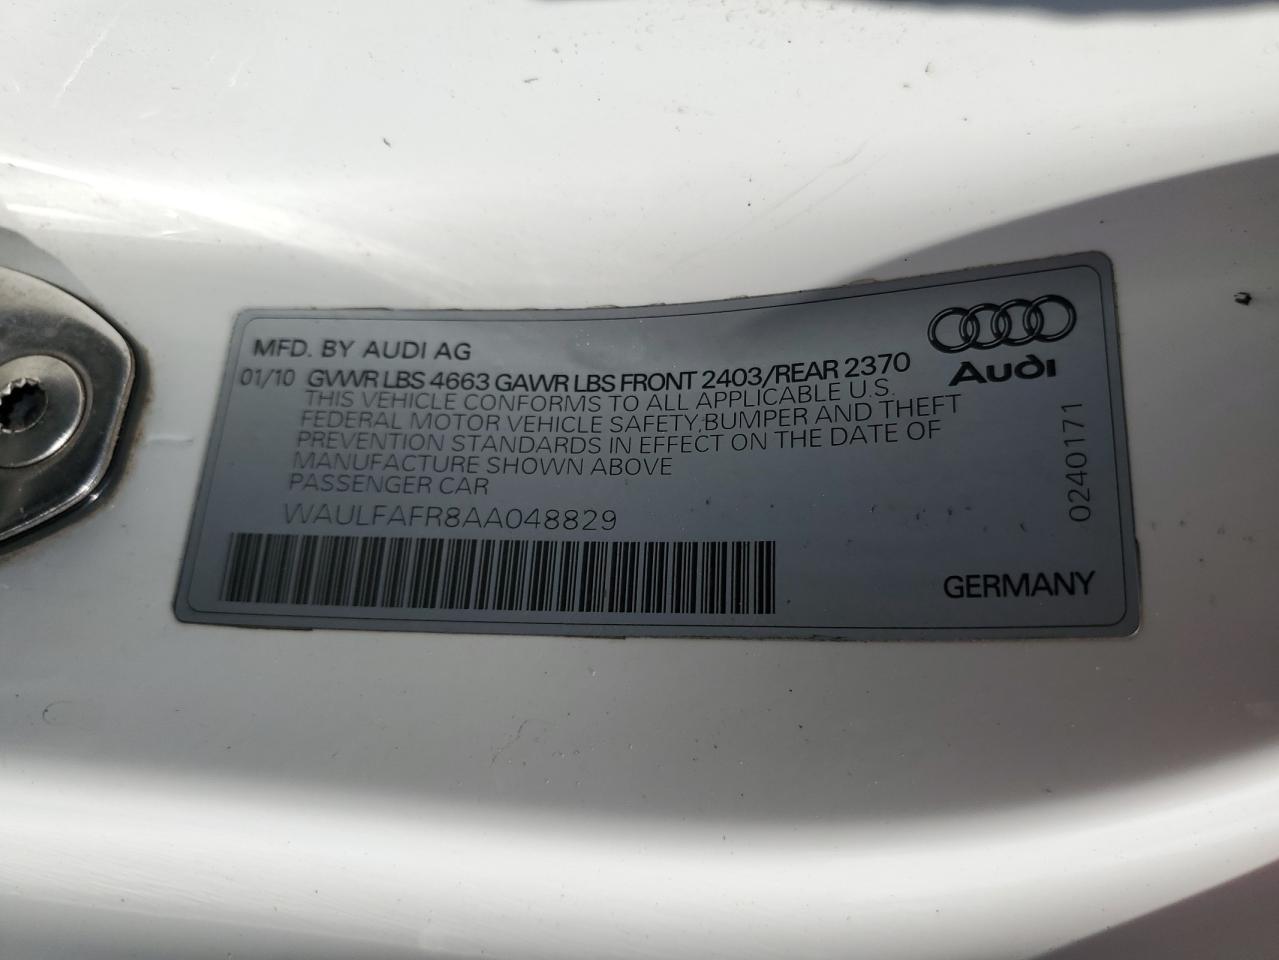 MFD. BY AUDI AG
01/10 GVWR LBS 4663 GAWR LBS FRONT 2403/REAR 2370
THIS VEHICLE CONFORMS TO ALL APPLICABLE U.S.
FEDERAL MOTOR VEHICLE SAFETY,BUMPER AND THEFT
PREVENTION STANDARDS IN EFFECT ON THE DATE OF
MANUFACTURE SHOWN ABOVE
PASSENGER CAR
WAULFAFR8AA048829
Audi
0240171
GERMANY